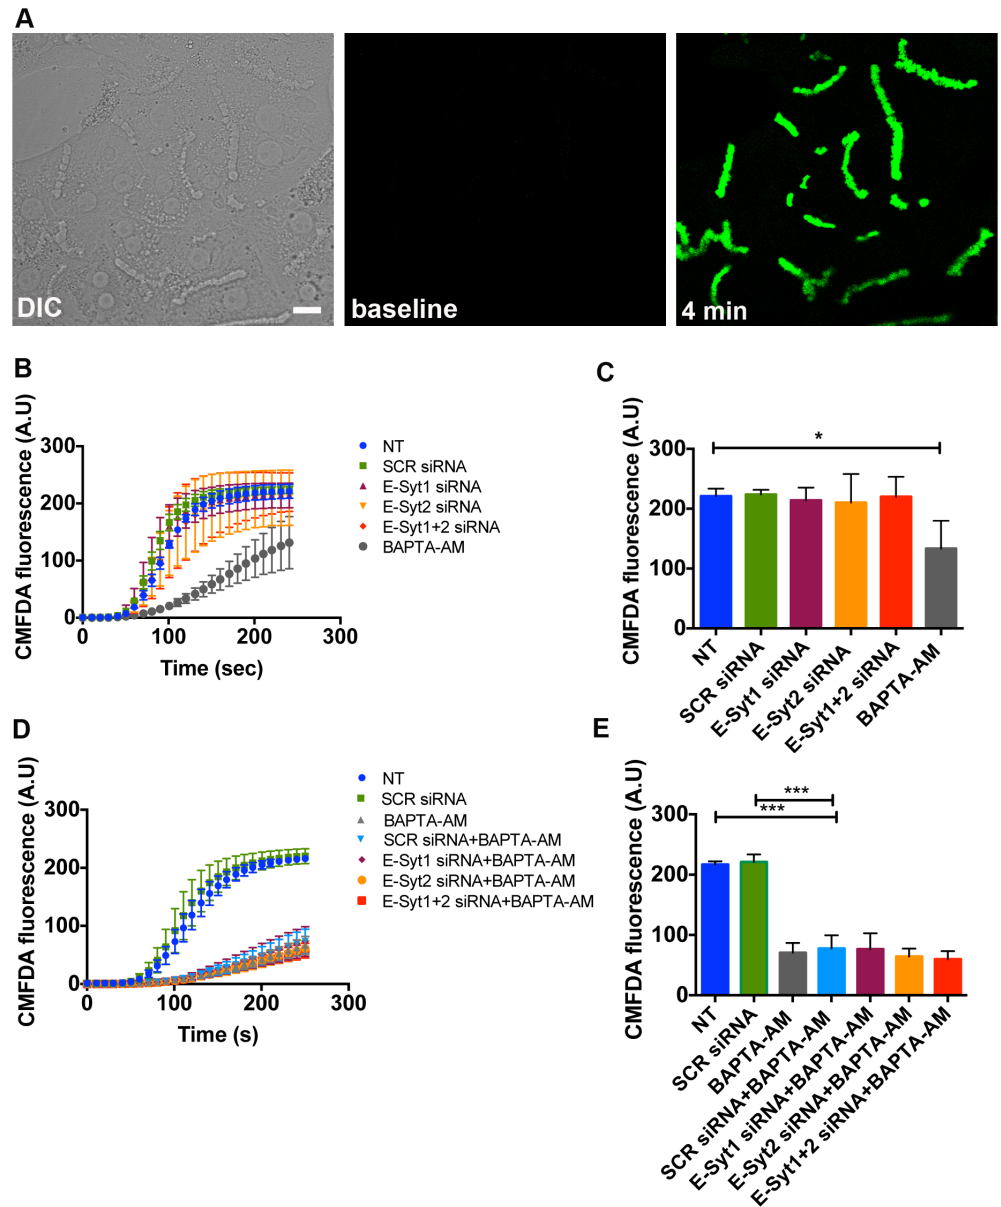 A
DIC
baseline
4 min
B
CMFDA fluorescence (A.U)
300
200
100
0
0
100
200
300
Time (sec)
NT
SCR siRNA
E-Syt1 siRNA
E-Syt2 siRNA
E-Syt1+2 siRNA
BAPTA-AM
C
CMFDA fluorescence (A.U)
300
200
100
0
*
NT
SCR siRNA
E-Syt1 siRNA
E-Syt2 siRNA
E-Syt1+2 siRNA
BAPTA-AM
D
CMFDA fluorescence (A.U)
300
200
100
0
0
100
200
300
Time (s)
NT
SCR siRNA
BAPTA-AM
SCR siRNA+BAPTA-AM
E-Syt1 siRNA+BAPTA-AM
E-Syt2 siRNA+BAPTA-AM
E-Syt1+2 siRNA+BAPTA-AM
E
CMFDA fluorescence (A.U)
300
200
100
0
***
***
NT
SCR siRNA
BAPTA-AM
SCR siRNA+BAPTA-AM
E-Syt1 siRNA+BAPTA-AM
E-Syt2 siRNA+BAPTA-AM
E-Syt1+2 siRNA+BAPTA-AM